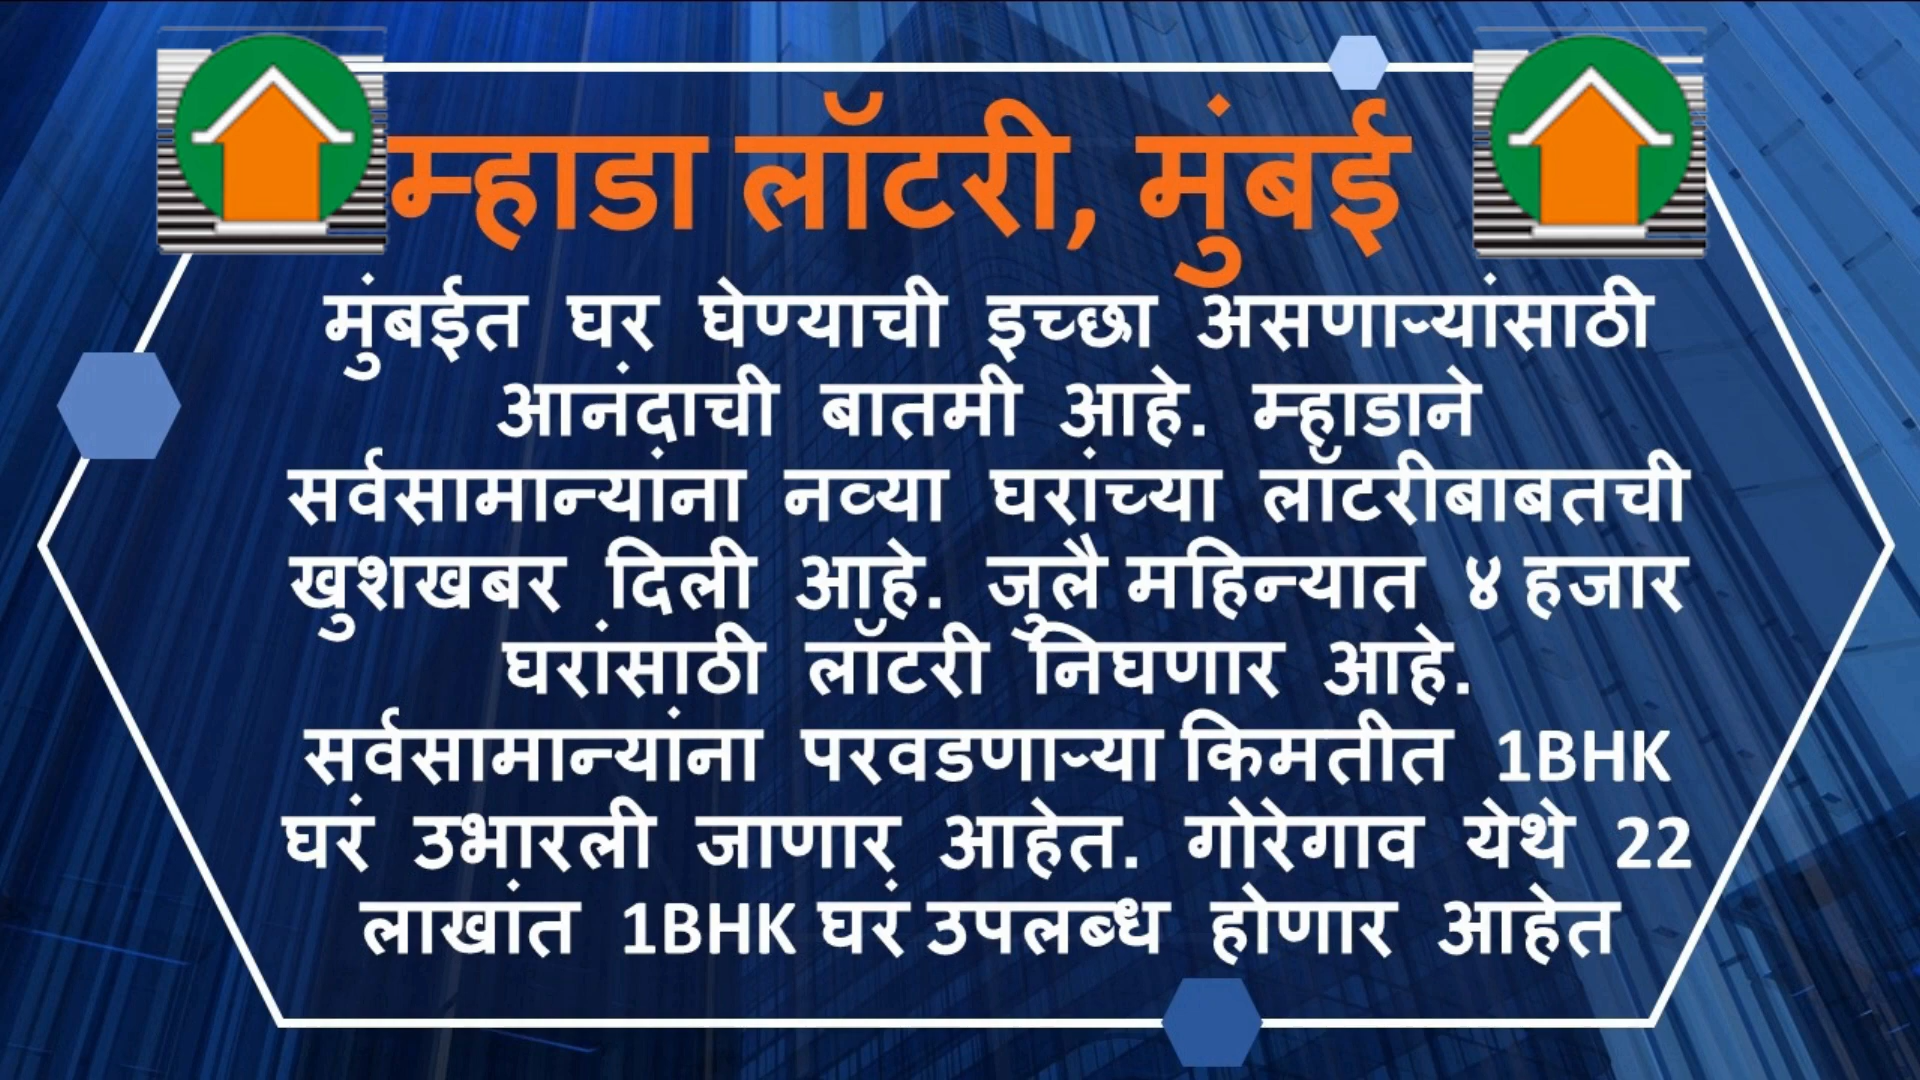 म्हाडा लॉटरी, मुंबई
मुंबईत घर घेण्याची इच्छा असणाऱ्यांसाठी
आनंदाची बातमी आहे. म्हाडाने
सर्वसामान्यांना नव्या घरांच्या लॉटरीबाबतची
खुशखबर दिली आहे. जुलै महिन्यात ४ हजार
घरांसाठी लॉटरी निघणार आहे.
सर्वसामान्यांना परवडणाऱ्या किमतीत 1BHK
घरं उभारली जाणार आहेत. गोरेगाव येथे 22
लाखांत 1BHK घरं उपलब्ध होणार आहेत